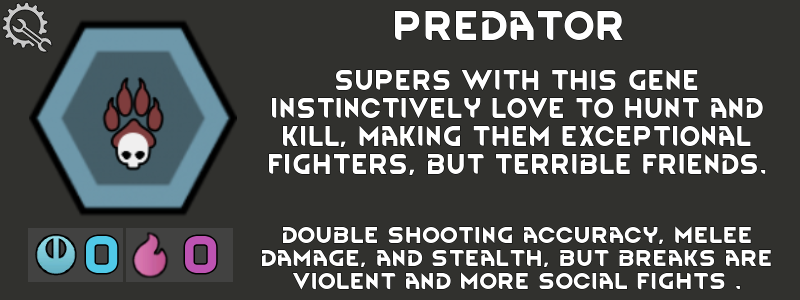 PREDATOR
SUPERS WITH THIS GENE
INSTINCTIVELY LOVE TO HUNT AND
KILL, MAKING THEM EXCEPTIONAL
FIGHTERS, BUT TERRIBLE FRIENDS.
0 0
DOUBLE SHOOTING ACCURACY, MELEE
DAMAGE, AND STEALTH, BUT BREAKS ARE
VIOLENT AND MORE SOCIAL FIGHTS .